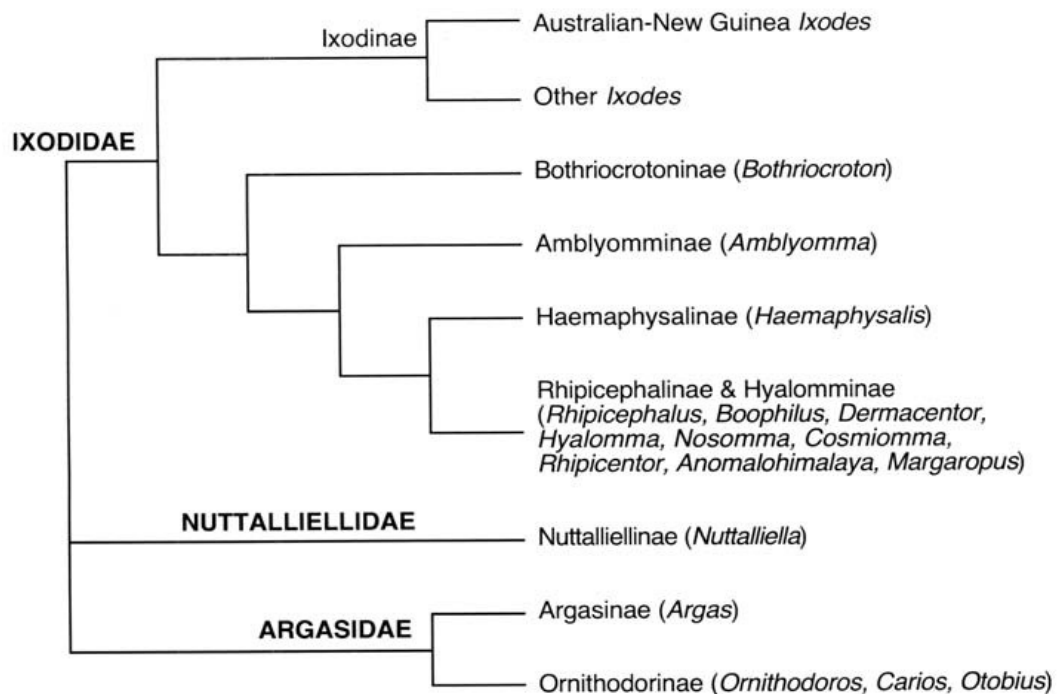 Ixodinae
Australian-New Guinea Ixodes
Other Ixodes
IXODIDAE
Bothriocrotoninae (Bothriocroton)
Amblyomminae (Amblyomma)
Haemaphysalinae (Haemaphysalis)
Rhipicephalinae & Hyalomminae
(Rhipicephalus, Boophilus, Dermacentor,
Hyalomma, Nosomma, Cosmiomma,
Rhipicentor, Anomalohimalaya, Margaropus)
NUTTALLIELLIDAE
Nuttalliellinae (Nuttalliella)
ARGASIDAE
Argasinae (Argas)
Ornithodorinae (Ornithodoros, Carios, Otobius)